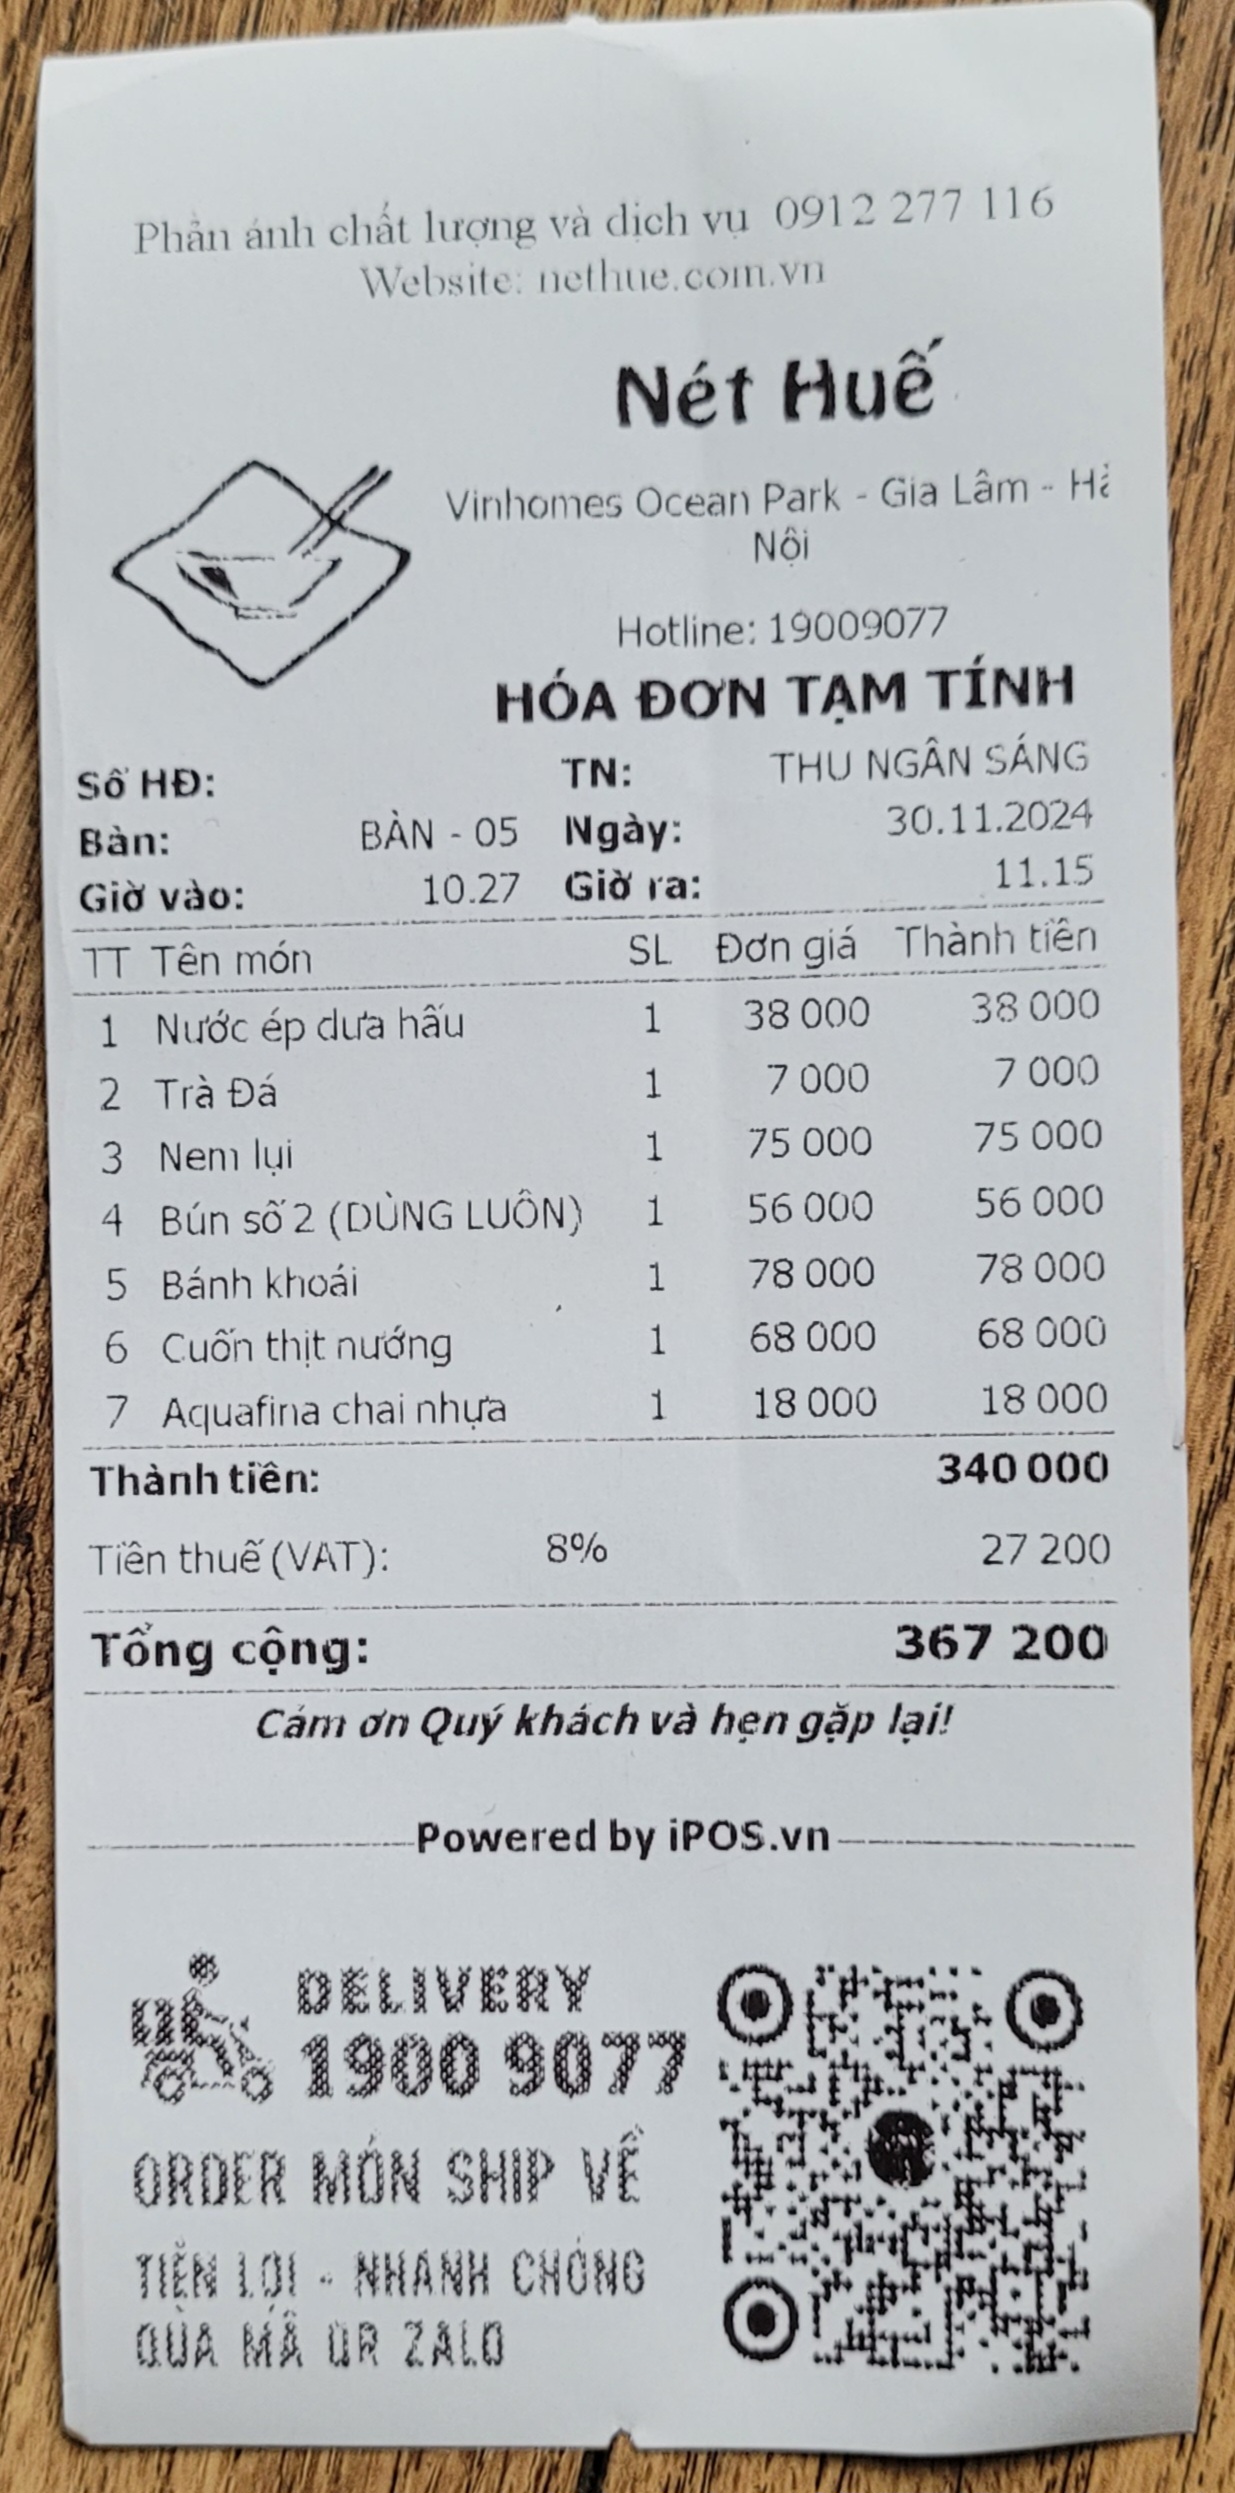 Phản ánh chất lượng và dịch vụ 0912 277 116
Website: nethue.com.vn
Nét Huế
Vinhomes Ocean Park - Gia Lâm - Hà
Nội
Hotline: 19009077
HÓA ĐƠN TẠM TÍNH
Số HĐ: TN: THU NGÂN SÁNG
Bàn: BÀN - 05 Ngày: 30.11.2024
Giờ vào: 10.27 Giờ ra: 11.15
TT Tên món SL Đơn giá Thành tiền
1 Nước ép dưa hấu 1 38 000 38 000
2 Trà Đá 1 7 000 7 000
3 Nem lụi 1 75 000 75 000
4 Bún số 2 (DÙNG LUÔN) 1 56 000 56 000
5 Bánh khoái 1 78 000 78 000
6 Cuốn thịt nướng 1 68 000 68 000
7 Aquafina chai nhựa 1 18 000 18 000
Thành tiền: 340 000
Tiền thuế (VAT): 8% 27 200
Tổng cộng: 367 200
Cảm ơn Quý khách và hẹn gặp lại!
Powered by iPOS.vn
DELIVERY
1900 9077
ORDER MÓN SHIP VỀ
TIỆN LỢI - NHANH CHÓNG
QUA MÃ QR ZALO